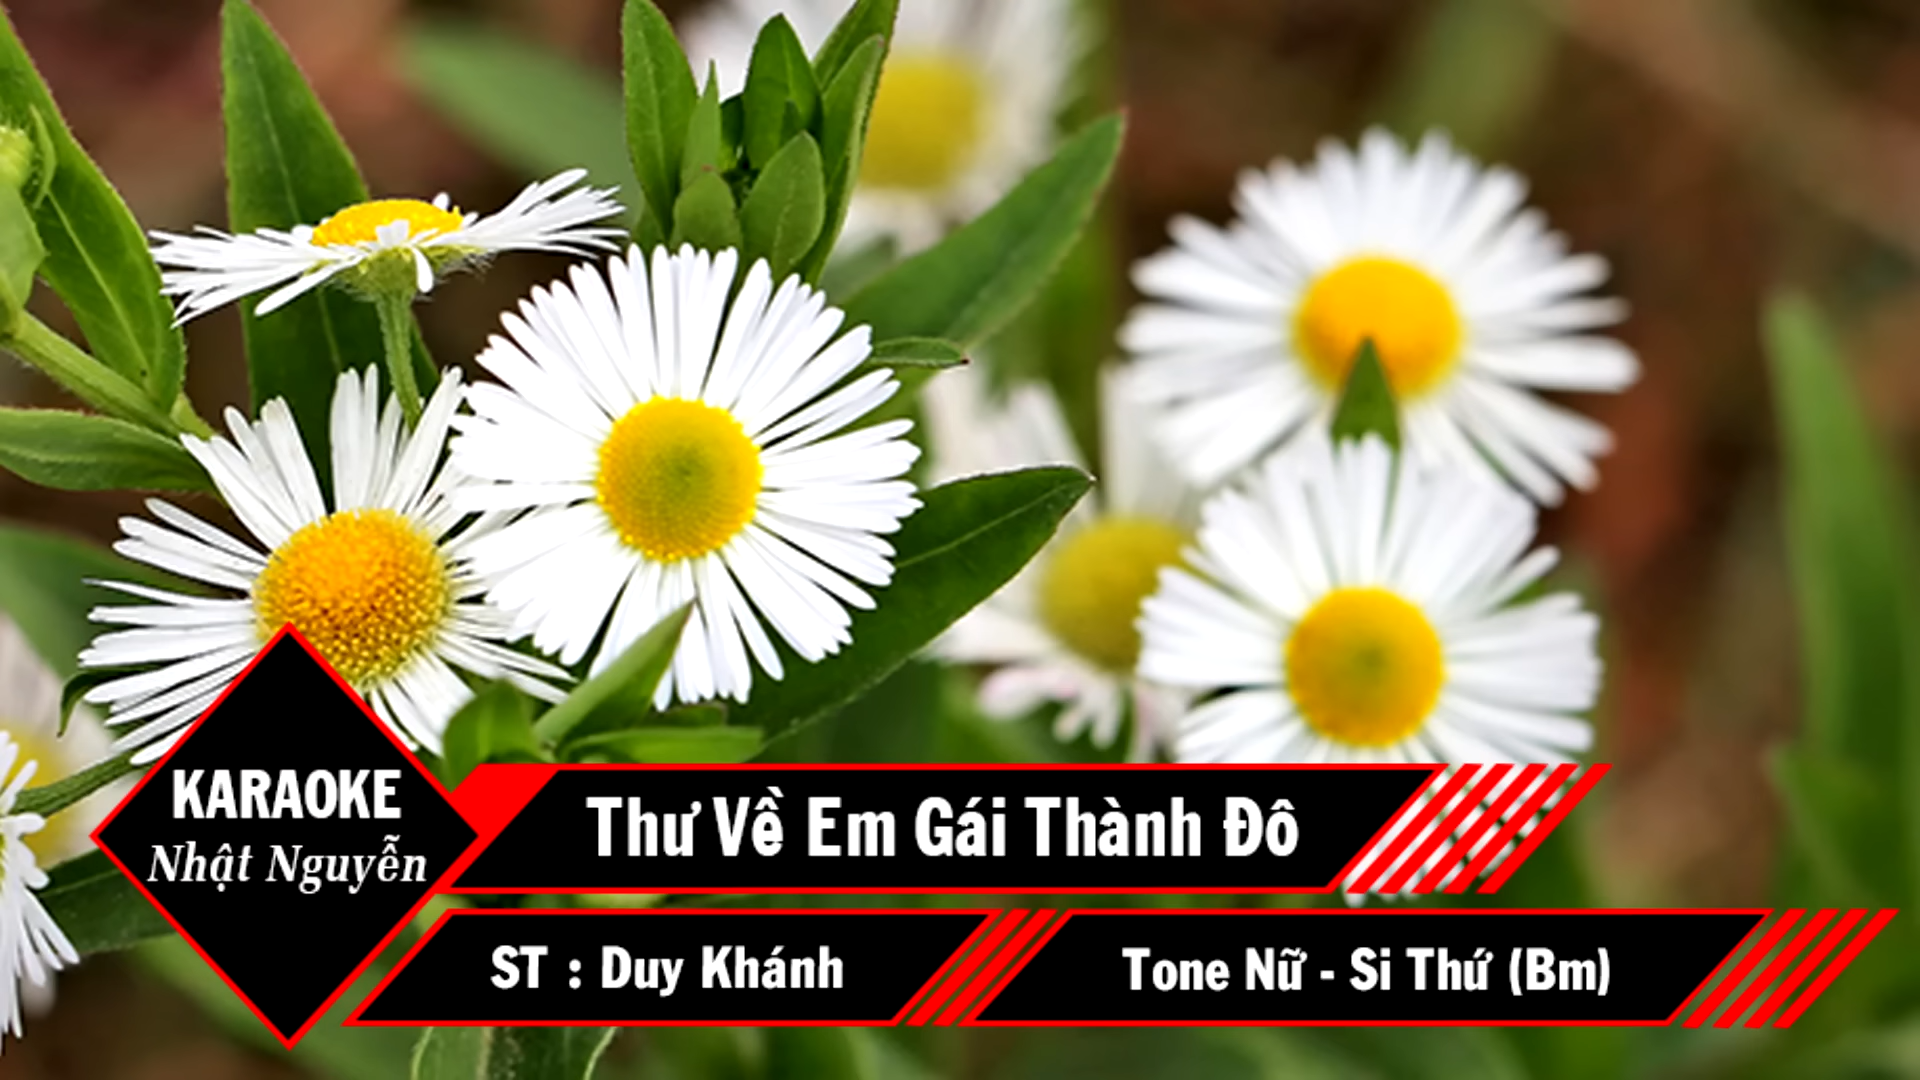 KARAOKE
Nhật Nguyễn
Thư Về Em Gái Thành Đô
ST : Duy Khánh
Tone Nữ - Si Thứ (Bm)